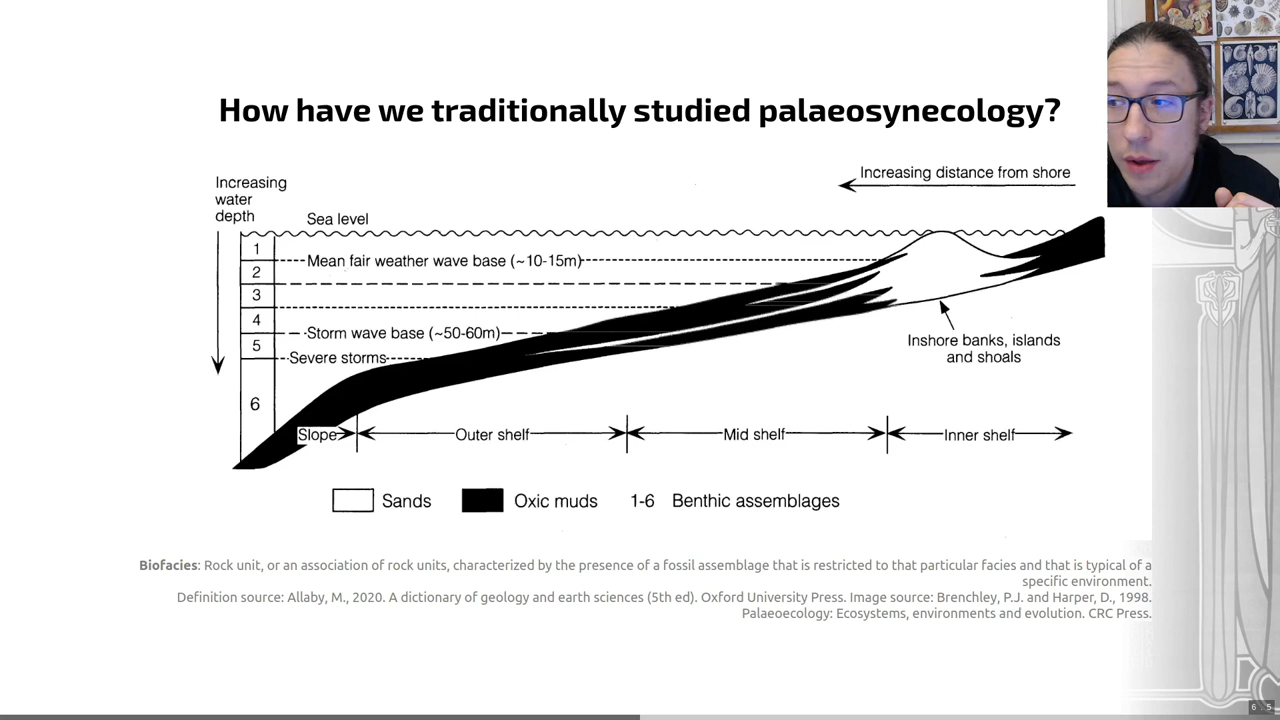 How have we traditionally studied palaeosynecology?
Increasing distance from shore
Increasing
water
depth
Sea level
1
Mean fair weather wave base (~10-15m)
2
3
4
Storm wave base (~50-60m)
5
Severe storms
Inshore banks, islands
and shoals
6
Slope
Outer shelf
Mid shelf
Inner shelf
Sands
Oxic muds
1-6 Benthic assemblages
Biofacies: Rock unit, or an association of rock units, characterized by the presence of a fossil assemblage that is restricted to that particular facies and that is typical of a
specific environment.
Definition source: Allaby, M., 2020. A dictionary of geology and earth sciences (5th ed). Oxford University Press. Image source: Brenchley, P.J. and Harper, D., 1998.
Palaeoecology: Ecosystems, environments and evolution. CRC Press.